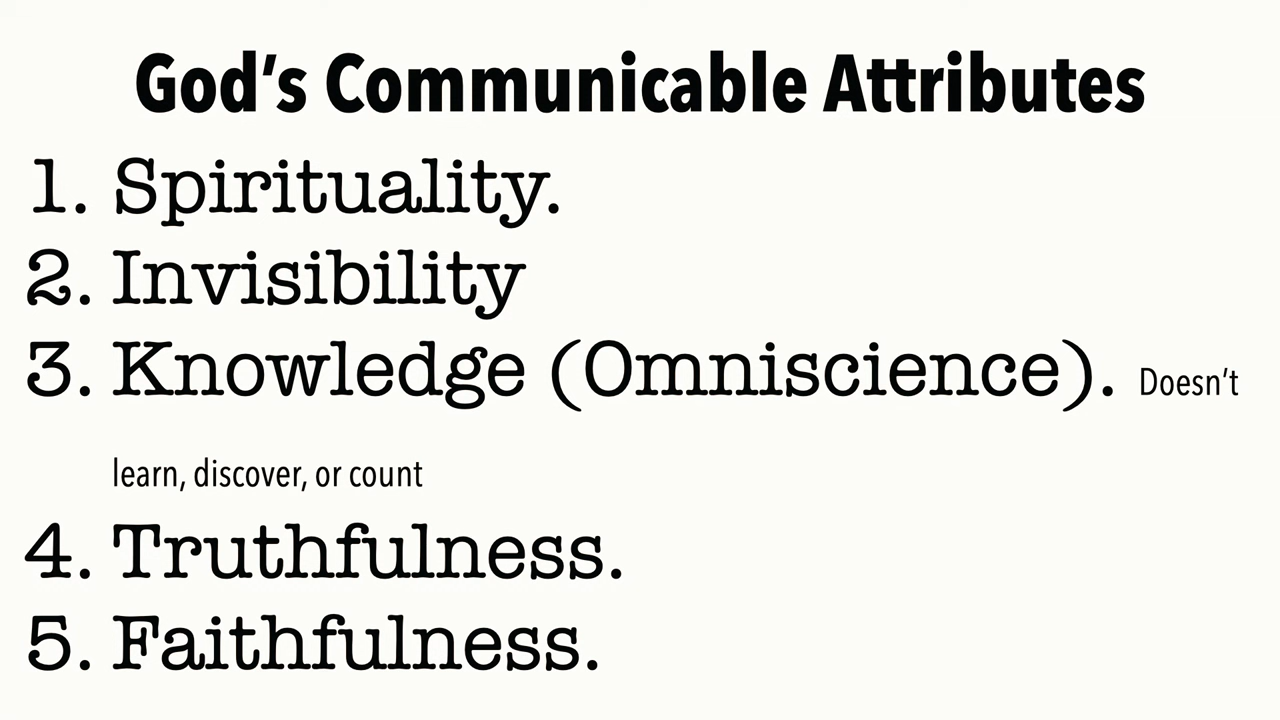 God’s Communicable Attributes
1. Spirituality.
2. Invisibility
3. Knowledge (Omniscience). Doesn’t
learn, discover, or count
4. Truthfulness.
5. Faithfulness.